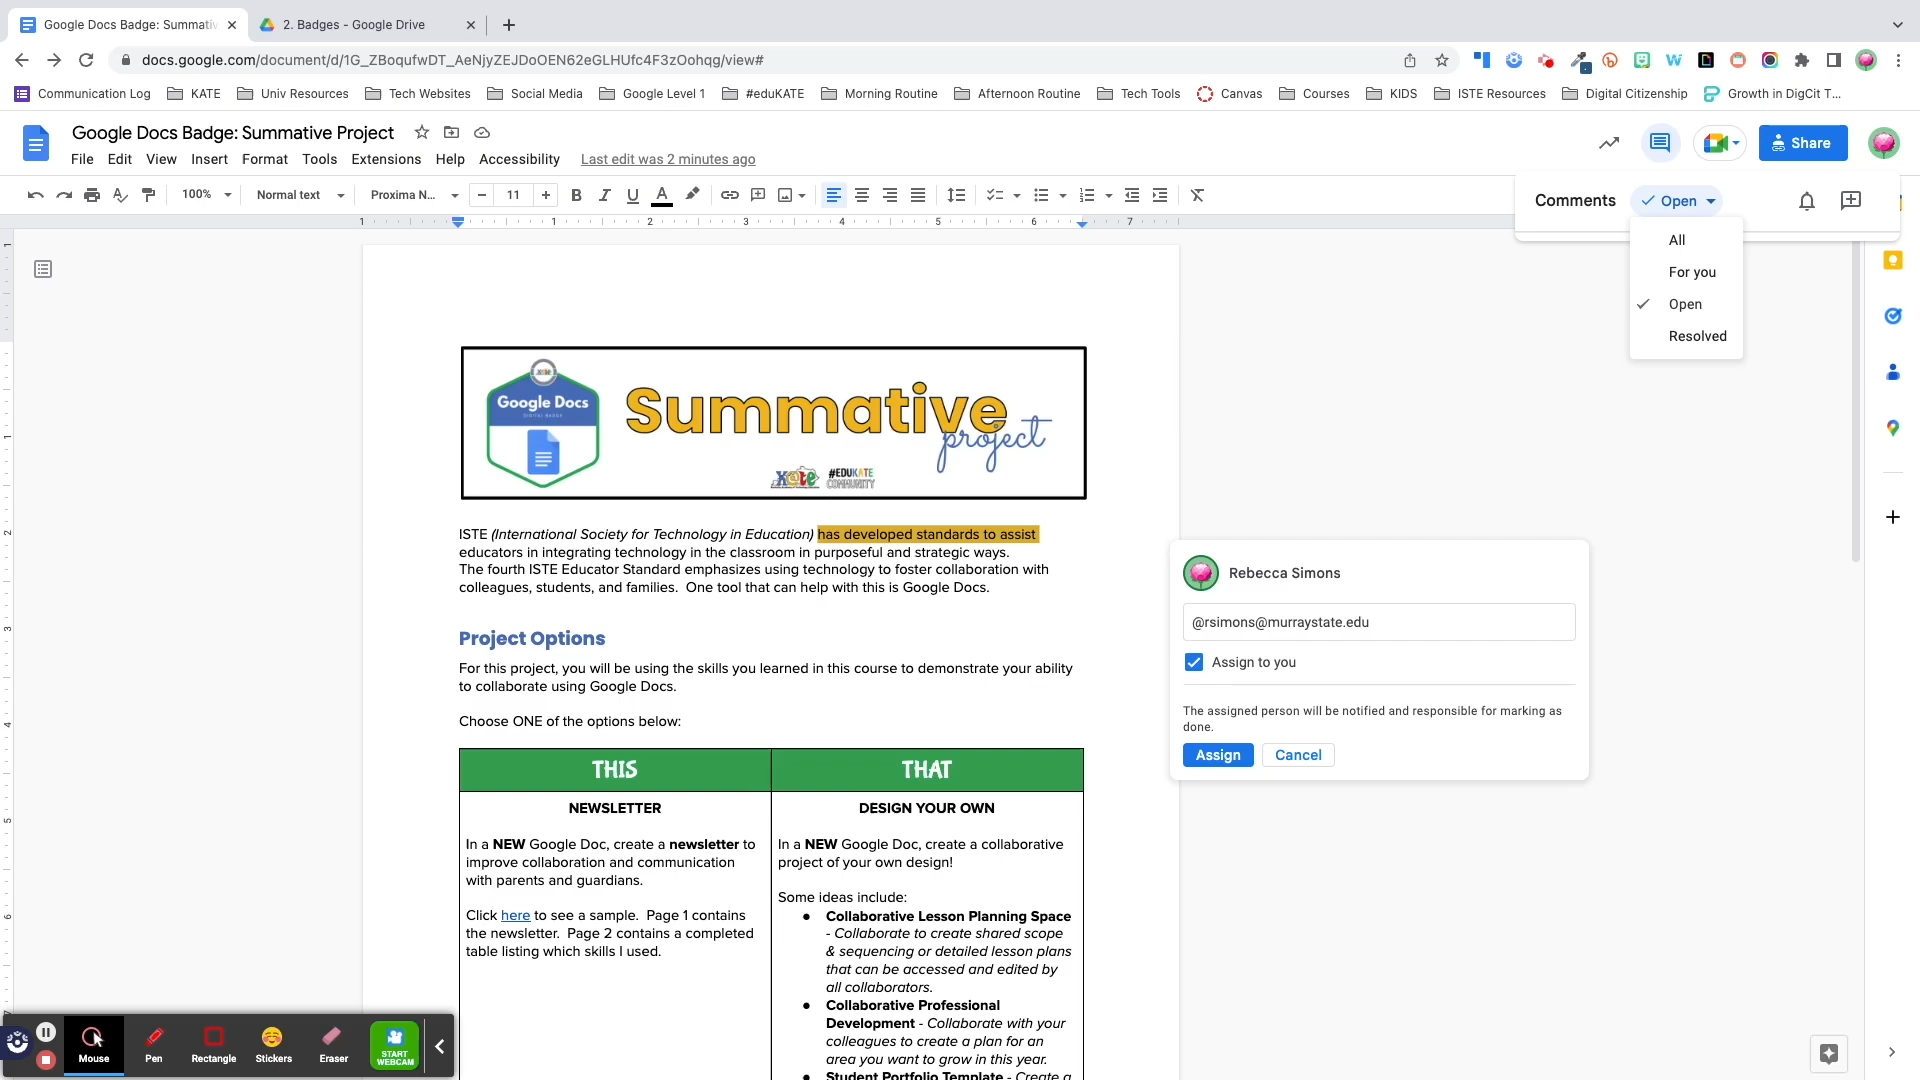 Google Docs Badge: Summativ
2. Badges - Google Drive
docs.google.com/document/d/1G_ZBoqufwDT_AeNjyZEJDoOEN62eGLHUfc4F3zOohqg/view#
Communication Log
KATE
Univ Resources
Tech Websites
Social Media
Google Level 1
#eduKATE
Morning Routine
Afternoon Routine
Tech Tools
Canvas
Courses
KIDS
ISTE Resources
Digital Citizenship
Growth in DigCit T...
Google Docs Badge: Summative Project
File Edit View Insert Format Tools Extensions Help Accessibility Last edit was 2 minutes ago
Share
100% Normal text Proxima N... − 11 + B I U A
Comments Open
All
For you
Open
Resolved
1 1 2 3 4 5 6 7
Google Docs
DIGITAL BADGE
Summative
project
#EDUKATE
COMMUNITY
ISTE (International Society for Technology in Education) has developed standards to assist
educators in integrating technology in the classroom in purposeful and strategic ways.
The fourth ISTE Educator Standard emphasizes using technology to foster collaboration with
colleagues, students, and families.  One tool that can help with this is Google Docs.
Project Options
For this project, you will be using the skills you learned in this course to demonstrate your ability
to collaborate using Google Docs.
Choose ONE of the options below:
THIS
NEWSLETTER
In a NEW Google Doc, create a newsletter to
improve collaboration and communication
with parents and guardians.
Click here to see a sample.  Page 1 contains
the newsletter.  Page 2 contains a completed
table listing which skills I used.
THAT
DESIGN YOUR OWN
In a NEW Google Doc, create a collaborative
project of your own design!
Some ideas include:
● Collaborative Lesson Planning Space
- Collaborate to create shared scope
& sequencing or detailed lesson plans
that can be accessed and edited by
all collaborators.
● Collaborative Professional
Development - Collaborate with your
colleagues to create a plan for an
area you want to grow in this year.
● Student Portfolio Template - Create a
Rebecca Simons
@rsimons@murraystate.edu
Assign to you
The assigned person will be notified and responsible for marking as
done.
Assign Cancel
Mouse
Pen
Rectangle
Stickers
Eraser
START
WEBCAM